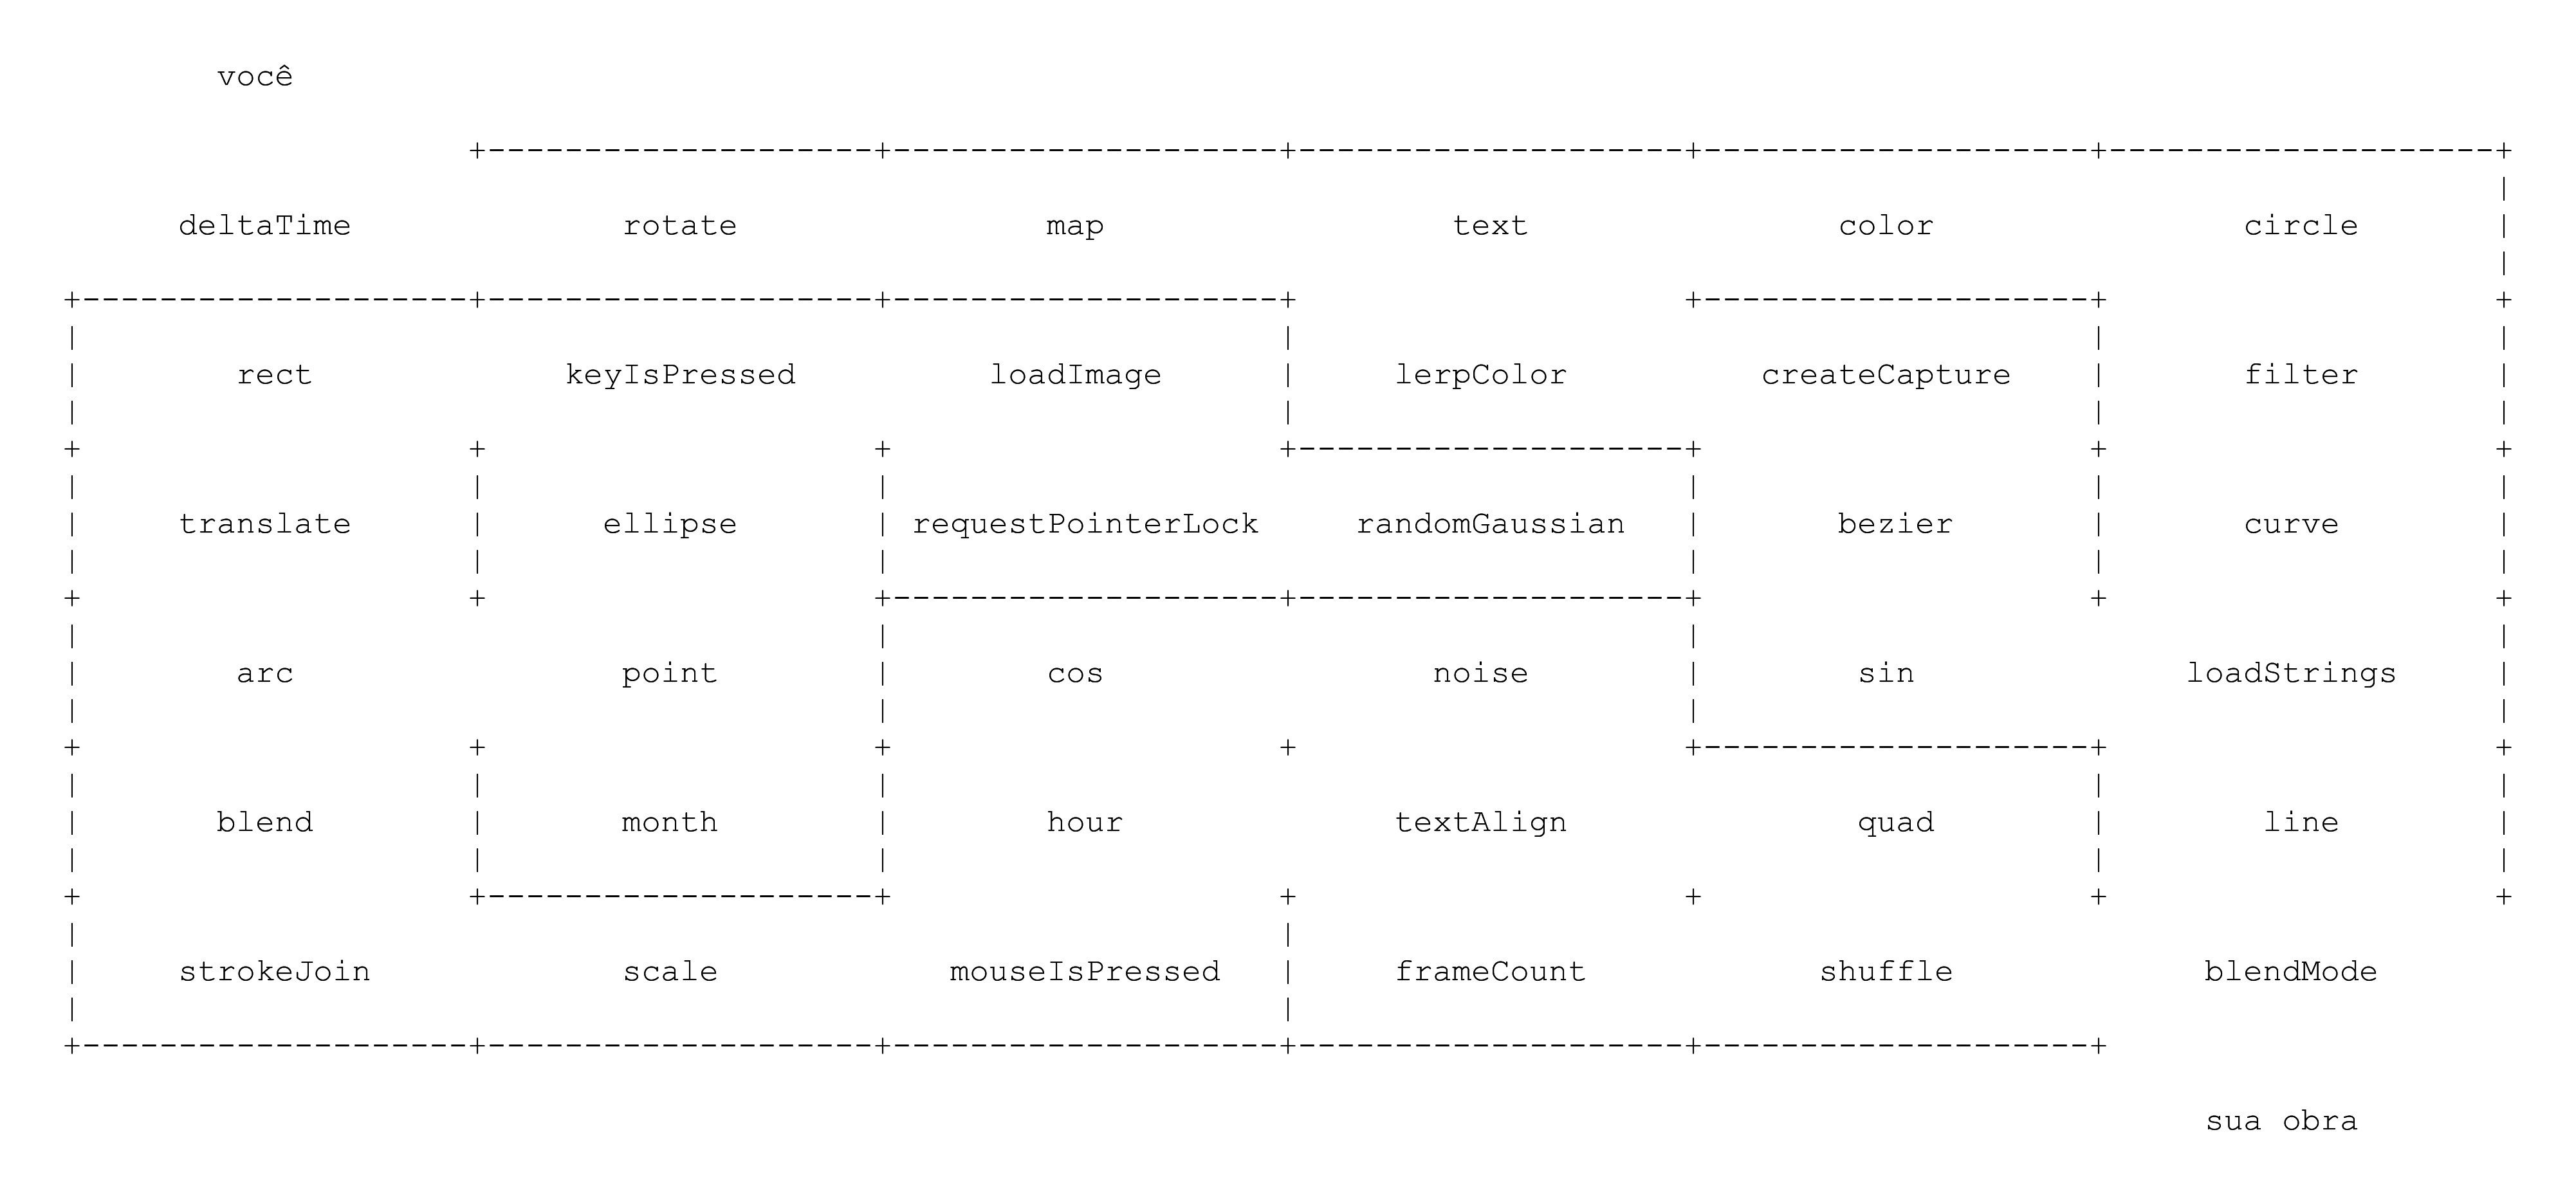 você
deltaTime rotate map text color circle
rect keyIsPressed loadImage lerpColor createCapture filter
translate ellipse requestPointerLock randomGaussian bezier curve
arc point cos noise sin loadStrings
blend month hour textAlign quad line
strokeJoin scale mouseIsPressed frameCount shuffle blendMode
sua obra